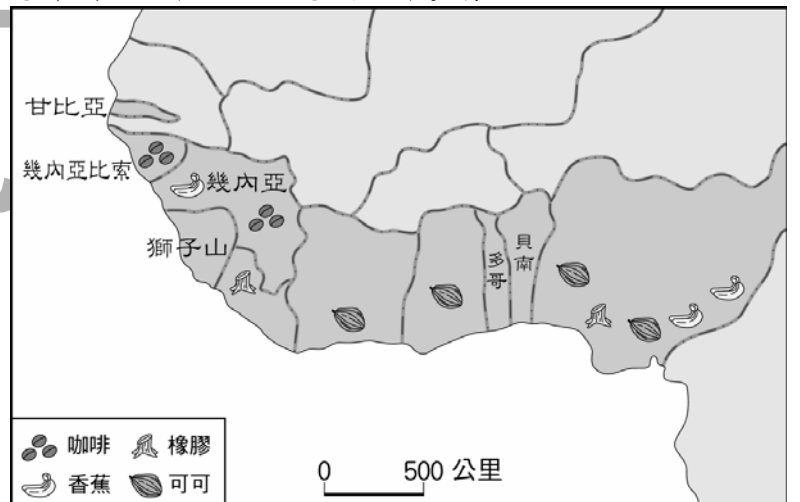 甘比亞
幾內亞比索
幾內亞
獅子山
多哥
貝南
咖啡 橡膠
香蕉 可可
0 500 公里